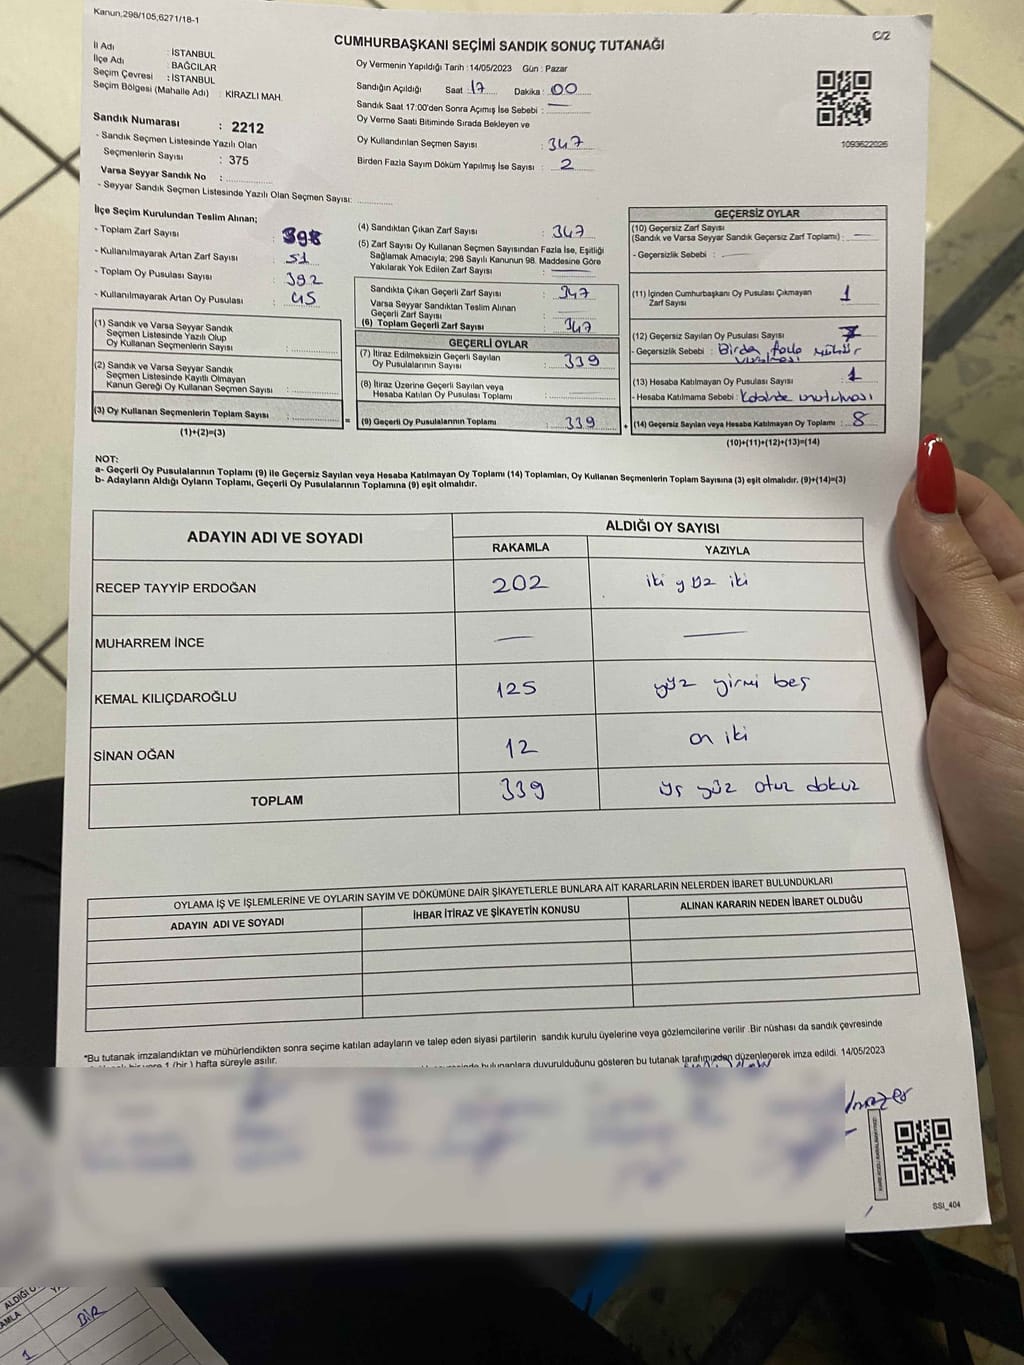 Kanun,298/105,6271/18-1
C/2
CUMHURBAŞKANI SEÇİMİ SANDIK SONUÇ TUTANAĞI
İl Adı : İSTANBUL
İlçe Adı : BAĞCILAR
Seçim Çevresi : İSTANBUL
Seçim Bölgesi (Mahalle Adı) : KİRAZLI MAH.
Sandık Numarası : 2212
- Sandık Seçmen Listesinde Yazılı Olan
Seçmenlerin Sayısı : 375
Varsa Seyyar Sandık No :
- Seyyar Sandık Seçmen Listesinde Yazılı Olan Seçmen Sayısı:
Oy Vermenin Yapıldığı Tarih : 14/05/2023 Gün : Pazar
Sandığın Açıldığı Saat : 17 Dakika : 00
Sandık Saat 17:00'den Sonra Açımış İse Sebebi : —
Oy Verme Saati Bitiminde Sırada Bekleyen ve
Oy Kullandırılan Seçmen Sayısı : 347
Birden Fazla Sayım Döküm Yapılmış İse Sayısı : 2
1093622025
İlçe Seçim Kurulundan Teslim Alınan;
- Toplam Zarf Sayısı : 398
- Kullanılmayarak Artan Zarf Sayısı : 51
- Toplam Oy Pusulası Sayısı : 392
- Kullanılmayarak Artan Oy Pusulası : 45
(1) Sandık ve Varsa Seyyar Sandık
Seçmen Listesinde Yazılı Olup
Oy Kullanan Seçmenlerin Sayısı :
(2) Sandık ve Varsa Seyyar Sandık
Seçmen Listesinde Kayıtlı Olmayan
Kanun Gereği Oy Kullanan Seçmen Sayısı :
(3) Oy Kullanan Seçmenlerin Toplam Sayısı :
(1)+(2)=(3)
(4) Sandıktan Çıkan Zarf Sayısı : 347
(5) Zarf Sayısı Oy Kullanan Seçmen Sayısından Fazla İse, Eşitliği
Sağlamak Amacıyla; 298 Sayılı Kanunun 98. Maddesine Göre
Yakılarak Yok Edilen Zarf Sayısı : —
Sandıkta Çıkan Geçerli Zarf Sayısı : 347
Varsa Seyyar Sandıktan Teslim Alınan
Geçerli Zarf Sayısı : —
(6) Toplam Geçerli Zarf Sayısı : 347
GEÇERLİ OYLAR
(7) İtiraz Edilmeksizin Geçerli Sayılan
Oy Pusulalarının Sayısı : 339
(8) İtiraz Üzerine Geçerli Sayılan veya
Hesaba Katılan Oy Pusulası Toplamı :
= (9) Geçerli Oy Pusulalarının Toplamı : 339
GEÇERSİZ OYLAR
(10) Geçersiz Zarf Sayısı
(Sandık ve Varsa Seyyar Sandık Geçersiz Zarf Toplamı) : —
- Geçersizlik Sebebi : —
(11) İçinden Cumhurbaşkanı Oy Pusulası Çıkmayan
Zarf Sayısı : 1
(12) Geçersiz Sayılan Oy Pusulası Sayısı
- Geçersizlik Sebebi : Birden fazla mühür
vurulması
(13) Hesaba Katılmayan Oy Pusulası Sayısı : 1
- Hesaba Katılmama Sebebi : Kabinde unutulması
+ (14) Geçersiz Sayılan veya Hesaba Katılmayan Oy Toplamı : 8
(10)+(11)+(12)+(13)=(14)
NOT:
a- Geçerli Oy Pusulalarının Toplamı (9) ile Geçersiz Sayılan veya Hesaba Katılmayan Oy Toplamı (14) Toplamları, Oy Kullanan Seçmenlerin Toplam Sayısına (3) eşit olmalıdır. (9)+(14)=(3)
b- Adayların Aldığı Oyların Toplamı, Geçerli Oy Pusulalarının Toplamına (9) eşit olmalıdır.
ADAYIN ADI VE SOYADI ALDIĞI OY SAYISI
RAKAMLA YAZIYLA
RECEP TAYYİP ERDOĞAN 202 iki yüz iki
MUHARREM İNCE — —
KEMAL KILIÇDAROĞLU 125 yüz yirmi beş
SİNAN OĞAN 12 on iki
TOPLAM 339 üç yüz otuz dokuz
OYLAMA İŞ VE İŞLEMLERİNE VE OYLARIN SAYIM VE DÖKÜMÜNE DAİR ŞİKAYETLERLE BUNLARA AİT KARARLARIN NELERDEN İBARET BULUNDUKLARI
ADAYIN ADI VE SOYADI İHBAR İTİRAZ VE ŞİKAYETİN KONUSU ALINAN KARARIN NEDEN İBARET OLDUĞU
*Bu tutanak imzalandıktan ve mühürlendikten sonra seçime katılan adayların ve talep eden siyasi partilerin sandık kurulu üyelerine veya gözlemcilerine verilir .Bir nüshası da sandık çevresinde
1 (bir ) hafta süreyle asılır.
bulunanlara duyurulduğunu gösteren bu tutanak tarafımızdan düzenlenerek imza edildi. 14/05/2023
SSI_404
ALDIĞI
BİR
1